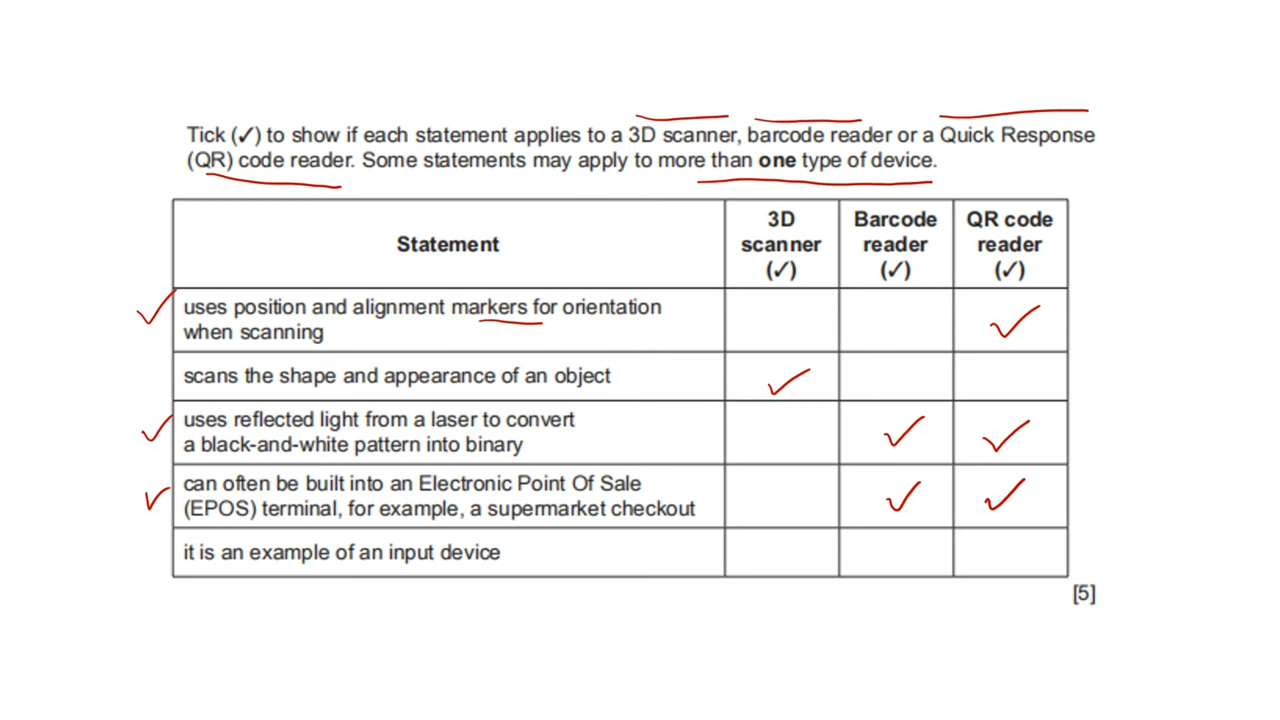 Tick (✓) to show if each statement applies to a 3D scanner, barcode reader or a Quick Response
(QR) code reader. Some statements may apply to more than one type of device.
Statement
3D
scanner
(✓)
Barcode
reader
(✓)
QR code
reader
(✓)
uses position and alignment markers for orientation
when scanning
✓
scans the shape and appearance of an object
✓
uses reflected light from a laser to convert
a black-and-white pattern into binary
✓ ✓
can often be built into an Electronic Point Of Sale
(EPOS) terminal, for example, a supermarket checkout
✓ ✓
it is an example of an input device
[5]